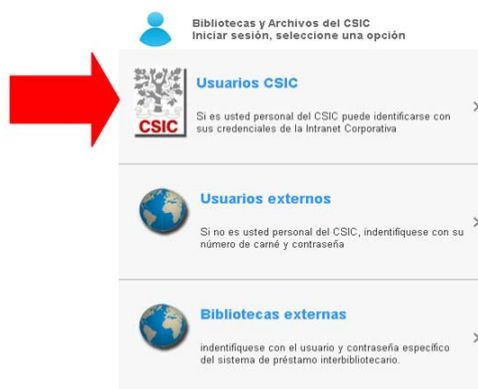 Bibliotecas y Archivos del CSIC
Iniciar sesión, seleccione una opción
Usuarios CSIC
Si es usted personal del CSIC puede identificarse con
sus credenciales de la Intranet Corporativa
CSIC
Usuarios externos
Si no es usted personal del CSIC, indentifíquese con su
número de carné y contraseña
Bibliotecas externas
indentifíquese con el usuario y contraseña específico
del sistema de préstamo interbibliotecario.